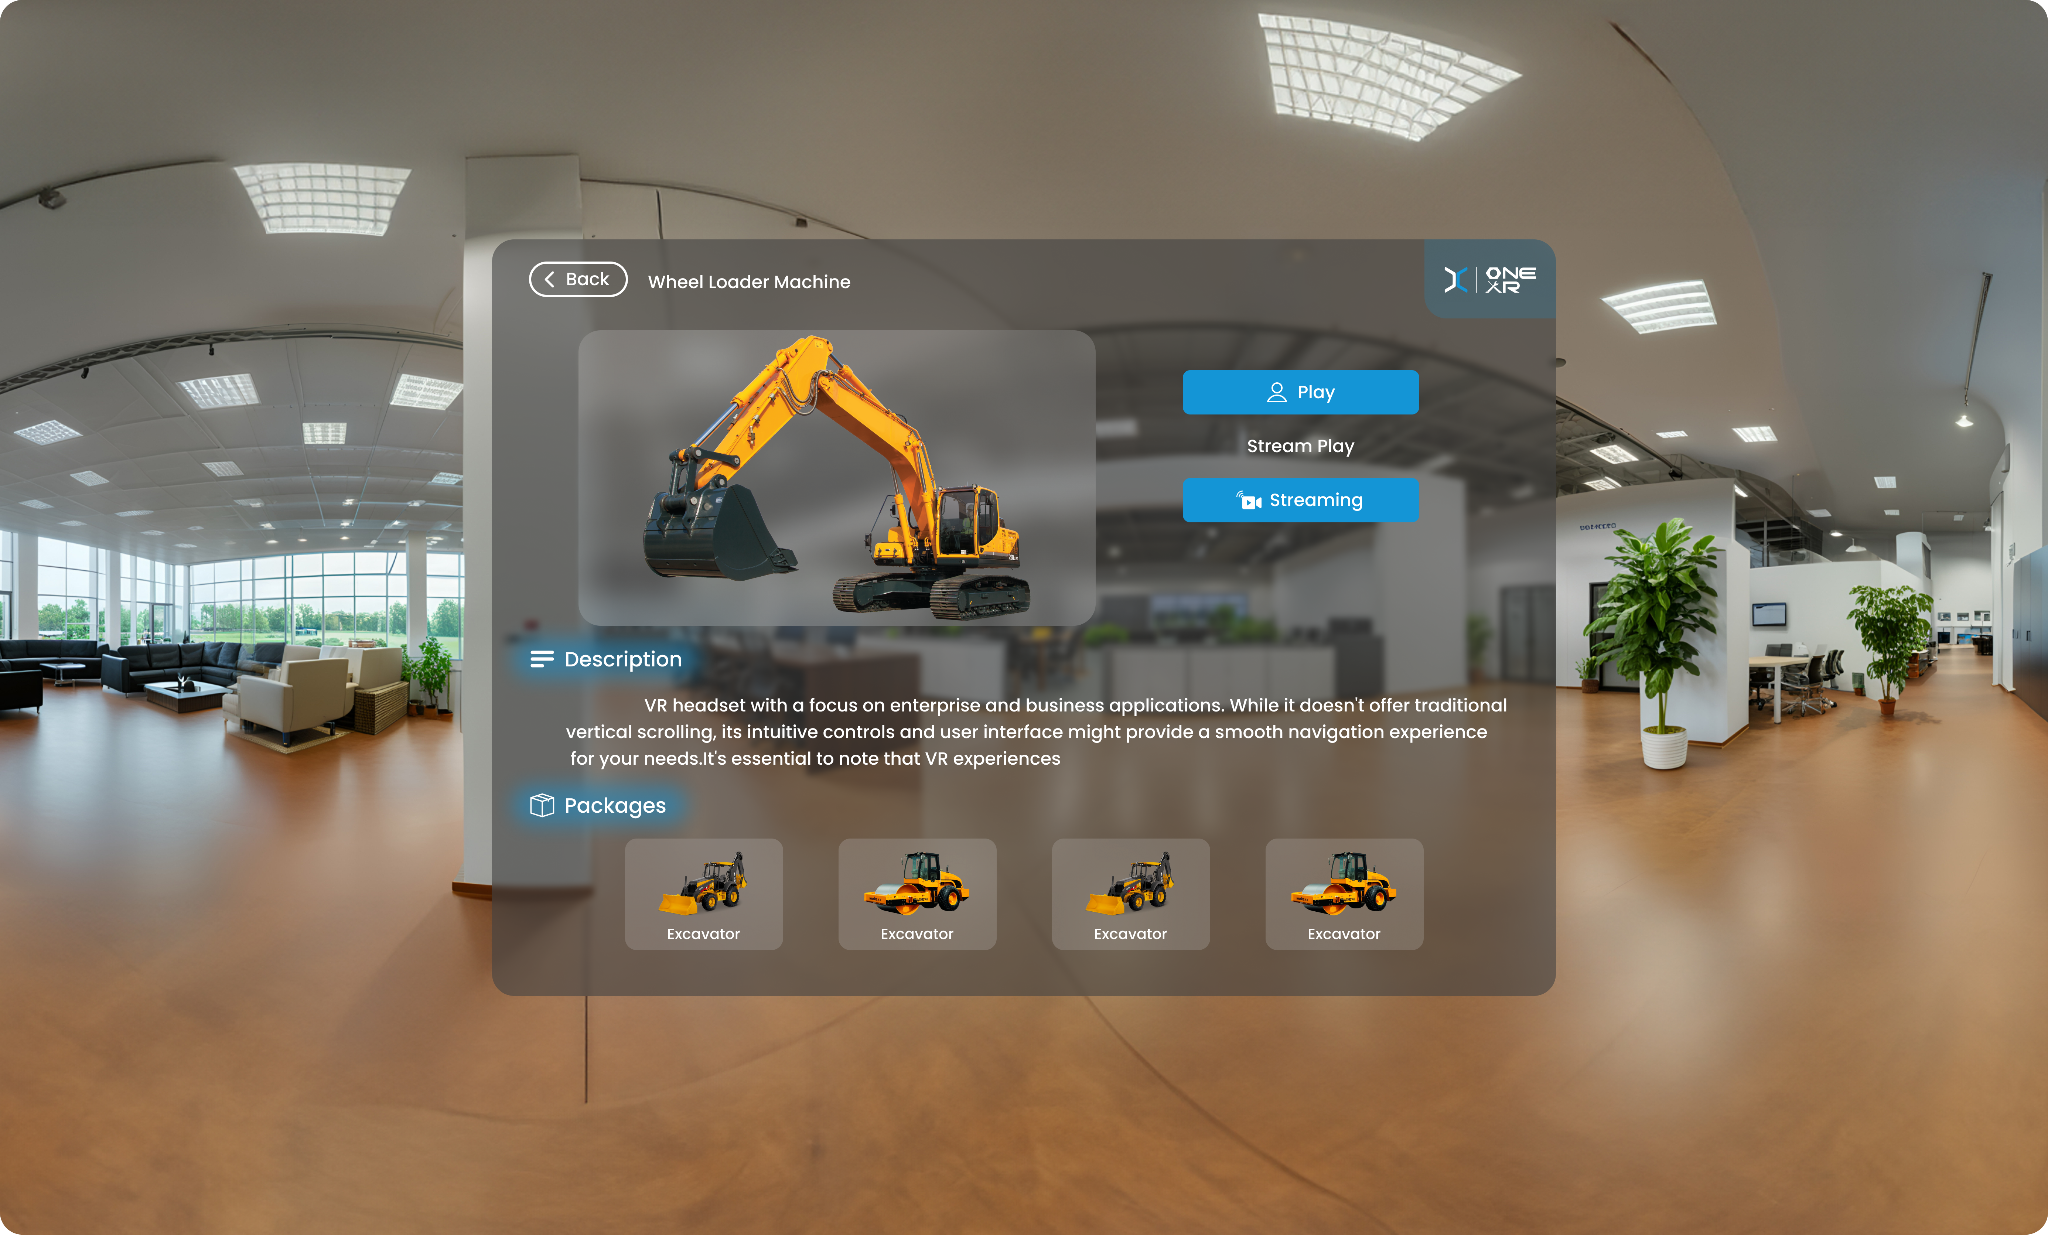 Back
Wheel Loader Machine
ONE
XR
Play
Stream Play
Streaming
Description
VR headset with a focus on enterprise and business applications. While it doesn't offer traditional
vertical scrolling, its intuitive controls and user interface might provide a smooth navigation experience
for your needs.It's essential to note that VR experiences
Packages
Excavator
Excavator
Excavator
Excavator